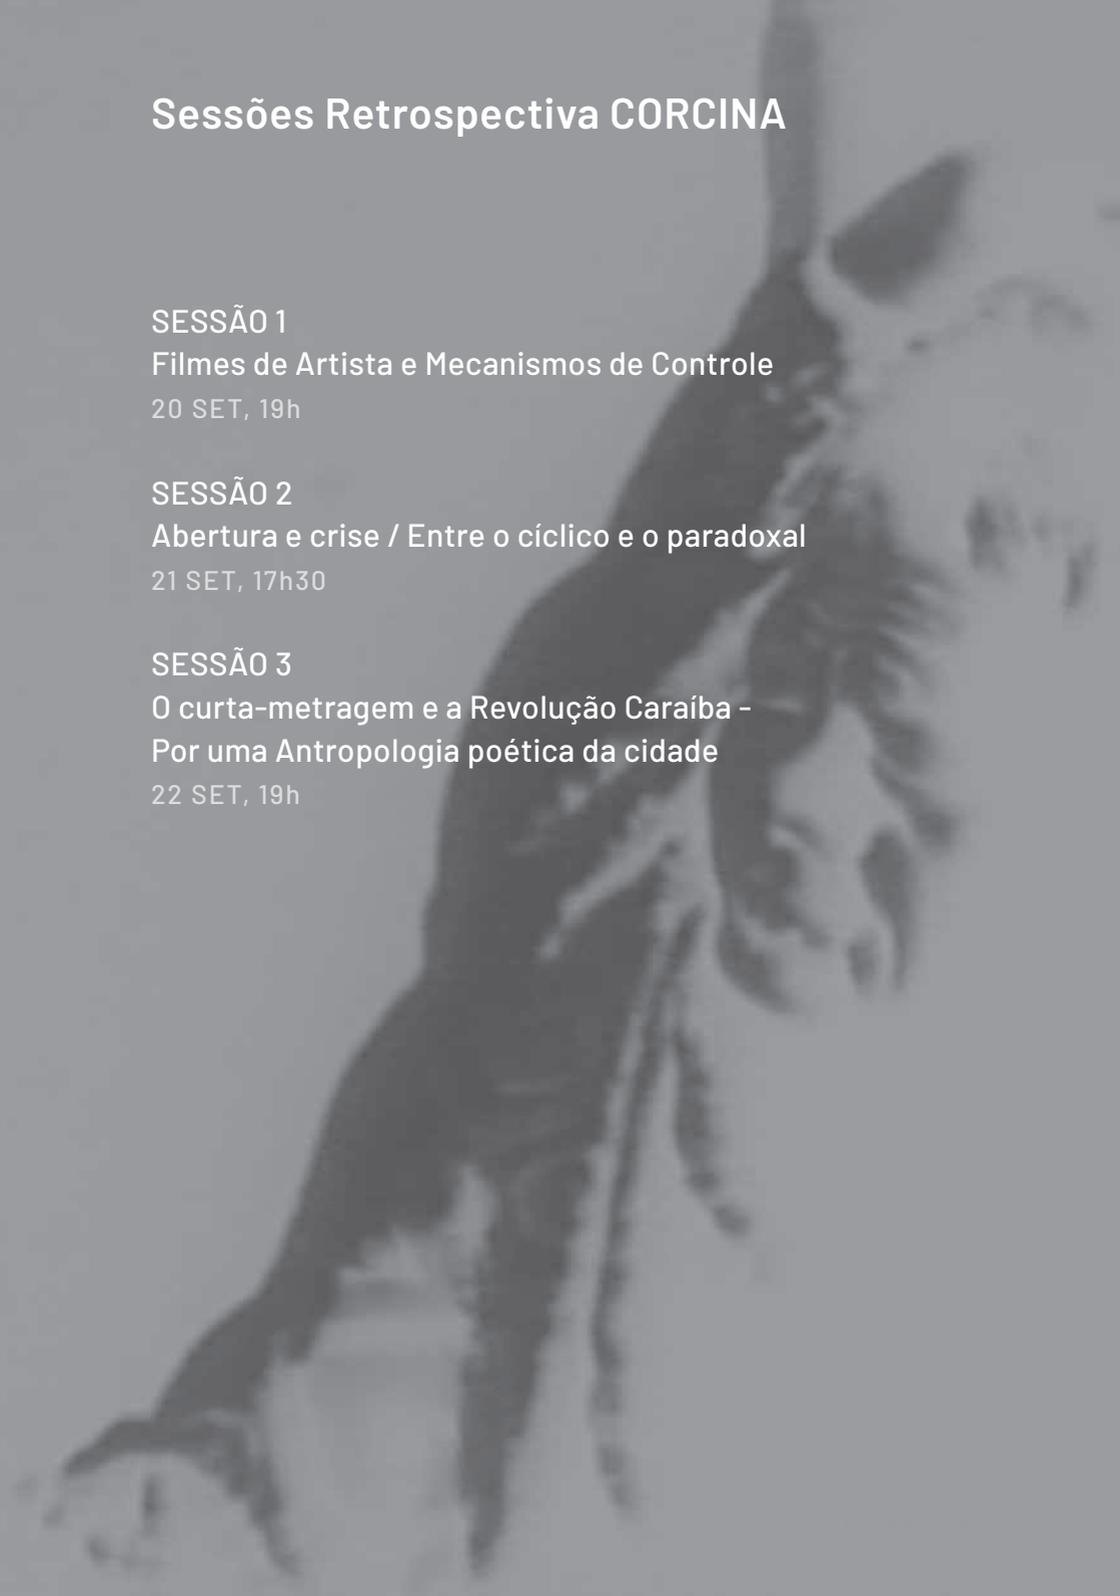 Sessões Retrospectiva CORCINA
SESSÃO 1
Filmes de Artista e Mecanismos de Controle
20 SET, 19h
SESSÃO 2
Abertura e crise / Entre o cíclico e o paradoxal
21 SET, 17h30
SESSÃO 3
O curta-metragem e a Revolução Caraíba -
Por uma Antropologia poética da cidade
22 SET, 19h